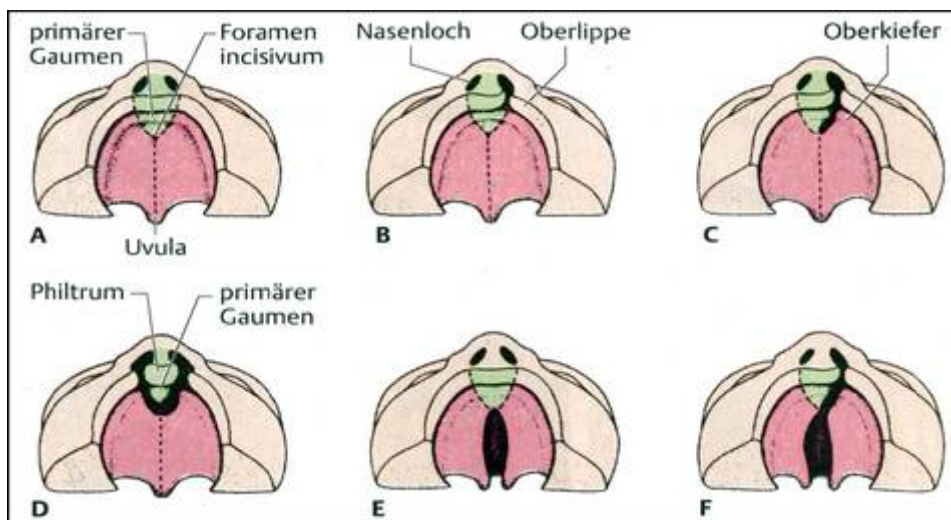 primärer
Gaumen
Foramen
incisivum
Nasenloch
Oberlippe
Oberkiefer
A
Uvula
B
C
Philtrum
primärer
Gaumen
D
E
F